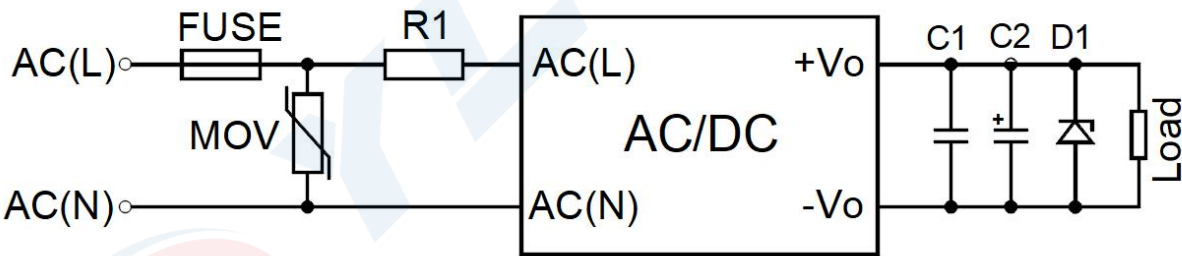 FUSE R1 C1 C2 D1
AC(L) AC(L) +Vo
MOV AC/DC + Load
AC(N) AC(N) -Vo